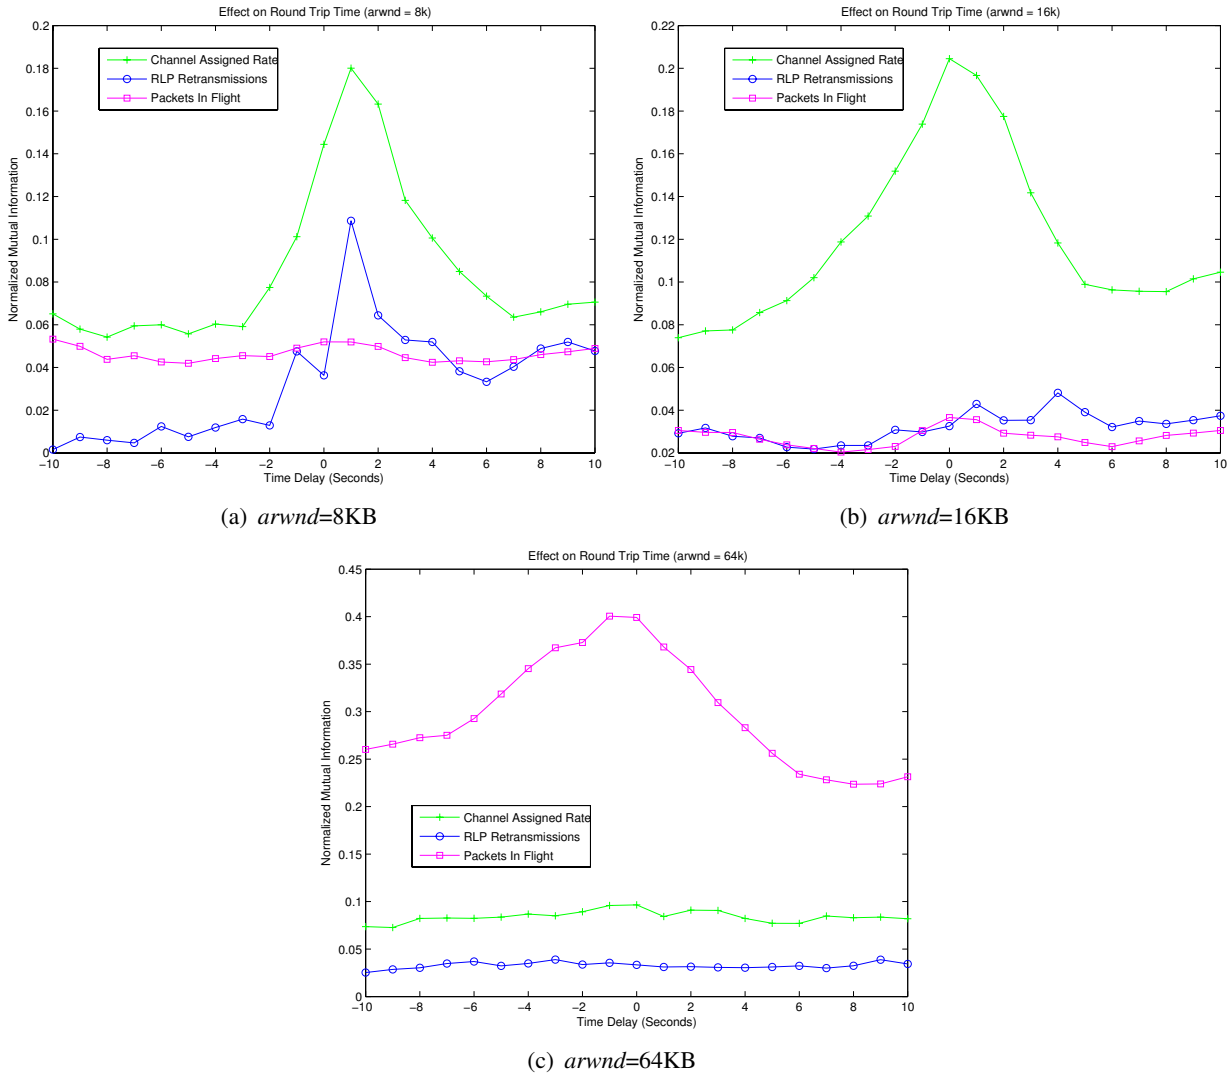 Effect on Round Trip Time (arwnd = 8k)
0.2
0.18
0.16
0.14
0.12
0.1
0.08
0.06
0.04
0.02
0
Normalized Mutual Information
Channel Assigned Rate
RLP Retransmissions
Packets In Flight
−10 −8 −6 −4 −2 0 2 4 6 8 10
Time Delay (Seconds)
(a) arwnd=8KB
Effect on Round Trip Time (arwnd = 16k)
0.22
0.2
0.18
0.16
0.14
0.12
0.1
0.08
0.06
0.04
0.02
Normalized Mutual Information
Channel Assigned Rate
RLP Retransmissions
Packets In Flight
−10 −8 −6 −4 −2 0 2 4 6 8 10
Time Delay (Seconds)
(b) arwnd=16KB
Effect on Round Trip Time (arwnd = 64k)
0.45
0.4
0.35
0.3
0.25
0.2
0.15
0.1
0.05
0
Normalized Mutual Information
Channel Assigned Rate
RLP Retransmissions
Packets In Flight
−10 −8 −6 −4 −2 0 2 4 6 8 10
Time Delay (Seconds)
(c) arwnd=64KB